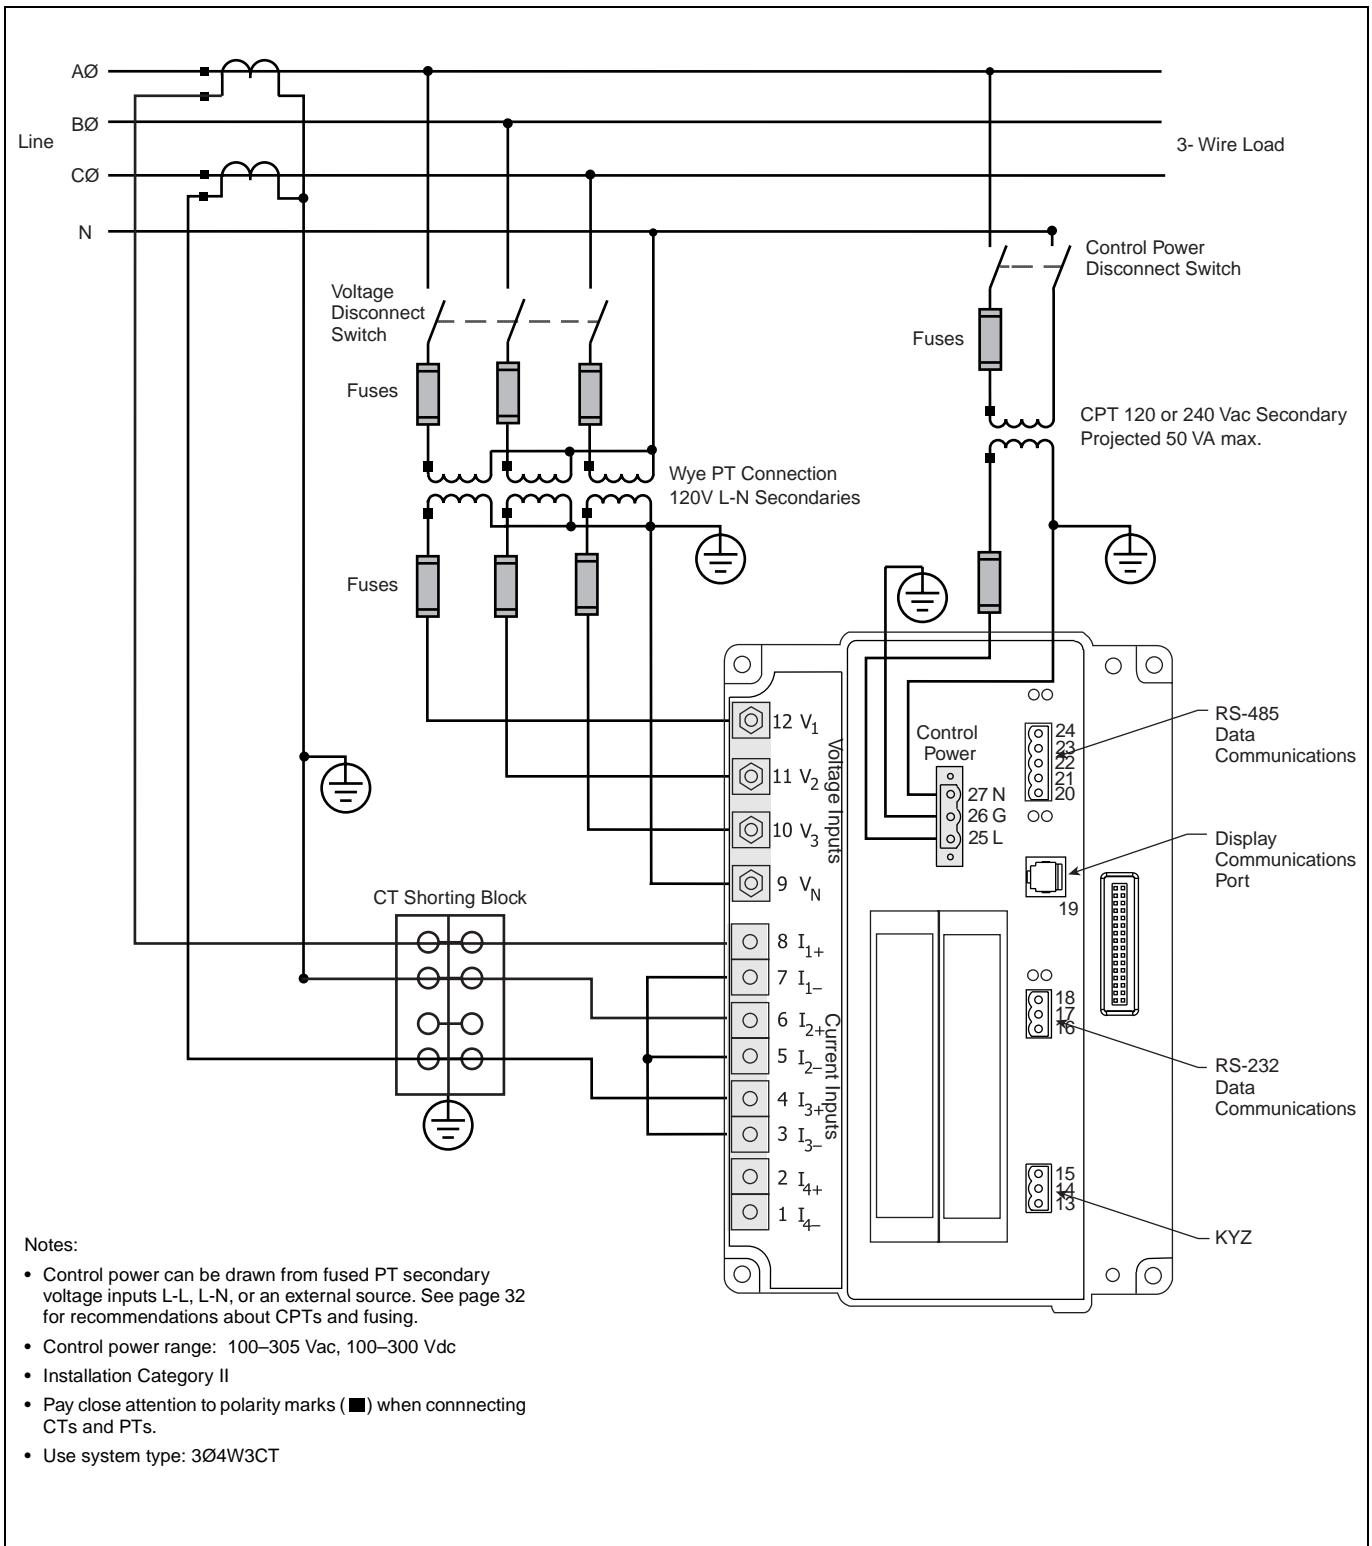 AØ
BØ
Line
3- Wire Load
CØ
N
Control Power
Disconnect Switch
Voltage
Disconnect
Switch
Fuses
Fuses
CPT 120 or 240 Vac Secondary
Projected 50 VA max.
Wye PT Connection
120V L-N Secondaries
Fuses
RS-485
Data
Communications
12 V1
11 V2
10 V3
9 VN
Voltage Inputs
Control
Power
27 N
26 G
25 L
24
23
22
21
20
Display
Communications
Port
19
CT Shorting Block
8 I1+
7 I1–
6 I2+
5 I2–
4 I3+
3 I3–
2 I4+
1 I4–
Current Inputs
18
17
16
RS-232
Data
Communications
15
14
13
KYZ
Notes:
• Control power can be drawn from fused PT secondary
voltage inputs L-L, L-N, or an external source. See page 32
for recommendations about CPTs and fusing.
• Control power range: 100–305 Vac, 100–300 Vdc
• Installation Category II
• Pay close attention to polarity marks (■) when connnecting
CTs and PTs.
• Use system type: 3Ø4W3CT